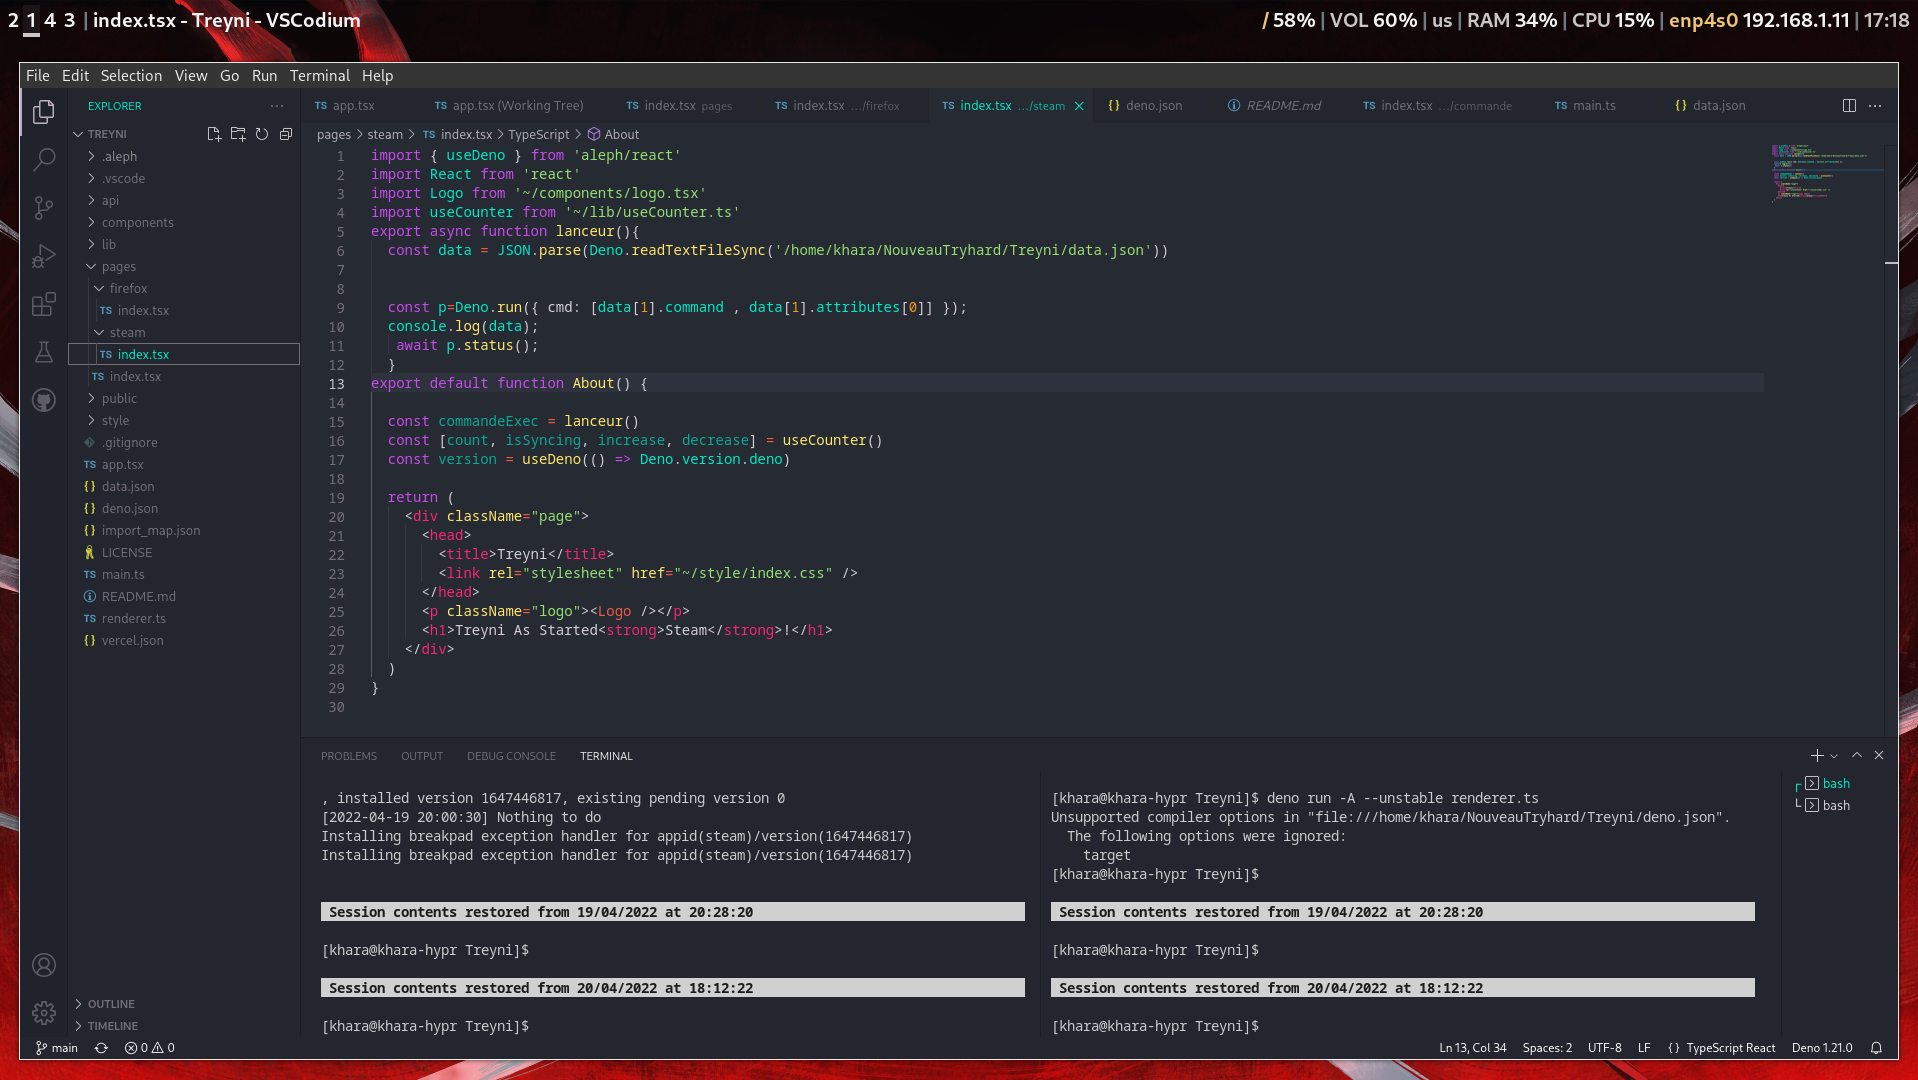 2 1 4 3 | index.tsx - Treyni - VSCodium
/ 58% | VOL 60% | us | RAM 34% | CPU 15% | enp4s0 192.168.1.11 | 17:18
File Edit Selection View Go Run Terminal Help
EXPLORER
TS app.tsx
TS app.tsx (Working Tree)
TS index.tsx pages
TS index.tsx .../firefox
TS index.tsx .../steam
{} deno.json
README.md
TS index.tsx .../commande
TS main.ts
{} data.json
TREYNI
.aleph
.vscode
api
components
lib
pages
firefox
TS index.tsx
steam
TS index.tsx
TS index.tsx
public
style
.gitignore
TS app.tsx
{} data.json
{} deno.json
{} import_map.json
LICENSE
TS main.ts
README.md
TS renderer.ts
{} vercel.json
OUTLINE
TIMELINE
pages > steam > TS index.tsx > TypeScript > About
1 import { useDeno } from 'aleph/react'
2 import React from 'react'
3 import Logo from '~/components/logo.tsx'
4 import useCounter from '~/lib/useCounter.ts'
5 export async function lanceur(){
6 const data = JSON.parse(Deno.readTextFileSync('/home/khara/NouveauTryhard/Treyni/data.json'))
7
8
9 const p=Deno.run({ cmd: [data[1].command , data[1].attributes[0]] });
10 console.log(data);
11 await p.status();
12 }
13 export default function About() {
14
15 const commandeExec = lanceur()
16 const [count, isSyncing, increase, decrease] = useCounter()
17 const version = useDeno(() => Deno.version.deno)
18
19 return (
20 <div className="page">
21 <head>
22 <title>Treyni</title>
23 <link rel="stylesheet" href="~/style/index.css" />
24 </head>
25 <p className="logo"><Logo /></p>
26 <h1>Treyni As Started<strong>Steam</strong>!</h1>
27 </div>
28 )
29 }
30
PROBLEMS OUTPUT DEBUG CONSOLE TERMINAL
, installed version 1647446817, existing pending version 0
[2022-04-19 20:00:30] Nothing to do
Installing breakpad exception handler for appid(steam)/version(1647446817)
Installing breakpad exception handler for appid(steam)/version(1647446817)
Session contents restored from 19/04/2022 at 20:28:20
[khara@khara-hypr Treyni]$
Session contents restored from 20/04/2022 at 18:12:22
[khara@khara-hypr Treyni]$
[khara@khara-hypr Treyni]$ deno run -A --unstable renderer.ts
Unsupported compiler options in "file:///home/khara/NouveauTryhard/Treyni/deno.json".
The following options were ignored:
target
[khara@khara-hypr Treyni]$
Session contents restored from 19/04/2022 at 20:28:20
[khara@khara-hypr Treyni]$
Session contents restored from 20/04/2022 at 18:12:22
[khara@khara-hypr Treyni]$
bash
bash
main 0 0
Ln 13, Col 34 Spaces: 2 UTF-8 LF {} TypeScript React Deno 1.21.0